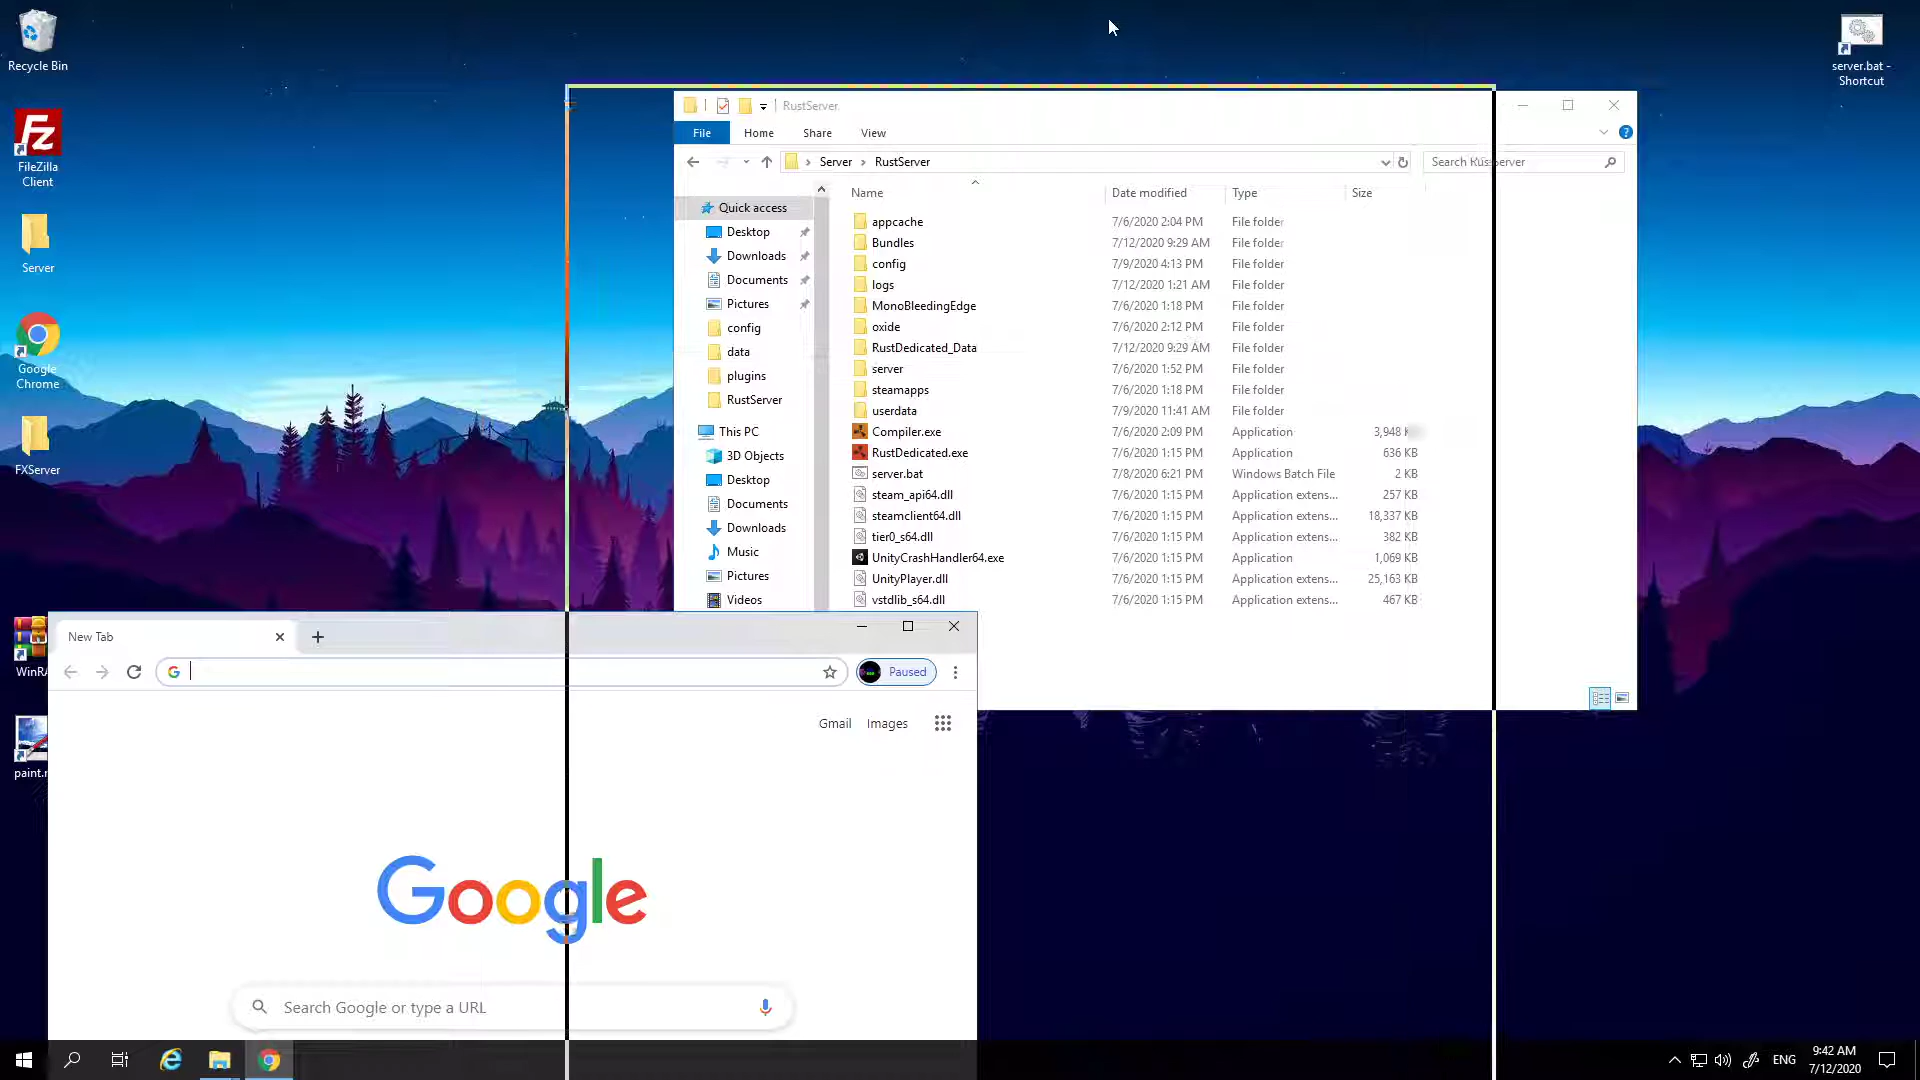 Recycle Bin
FileZilla
Client
Server
Google
Chrome
FXServer
WinRA
paint.n
server.bat -
Shortcut
RustServer
File Home Share View
Server RustServer
Search RustServer
Name Date modified Type Size
Quick access
Desktop
Downloads
Documents
Pictures
config
data
plugins
RustServer
This PC
3D Objects
Desktop
Documents
Downloads
Music
Pictures
Videos
appcache 7/6/2020 2:04 PM File folder
Bundles 7/12/2020 9:29 AM File folder
config 7/9/2020 4:13 PM File folder
logs 7/12/2020 1:21 AM File folder
MonoBleedingEdge 7/6/2020 1:18 PM File folder
oxide 7/6/2020 2:12 PM File folder
RustDedicated_Data 7/12/2020 9:29 AM File folder
server 7/6/2020 1:52 PM File folder
steamapps 7/6/2020 1:18 PM File folder
userdata 7/9/2020 11:41 AM File folder
Compiler.exe 7/6/2020 2:09 PM Application 3,948
RustDedicated.exe 7/6/2020 1:15 PM Application 636 KB
server.bat 7/8/2020 6:21 PM Windows Batch File 2 KB
steam_api64.dll 7/6/2020 1:15 PM Application extens... 257 KB
steamclient64.dll 7/6/2020 1:15 PM Application extens... 18,337 KB
tier0_s64.dll 7/6/2020 1:15 PM Application extens... 382 KB
UnityCrashHandler64.exe 7/6/2020 1:15 PM Application 1,069 KB
UnityPlayer.dll 7/6/2020 1:15 PM Application extens... 25,163 KB
vstdlib_s64.dll 7/6/2020 1:15 PM Application extens... 467 KB
New Tab
Paused
Gmail Images
Google
Search Google or type a URL
ENG
9:42 AM
7/12/2020